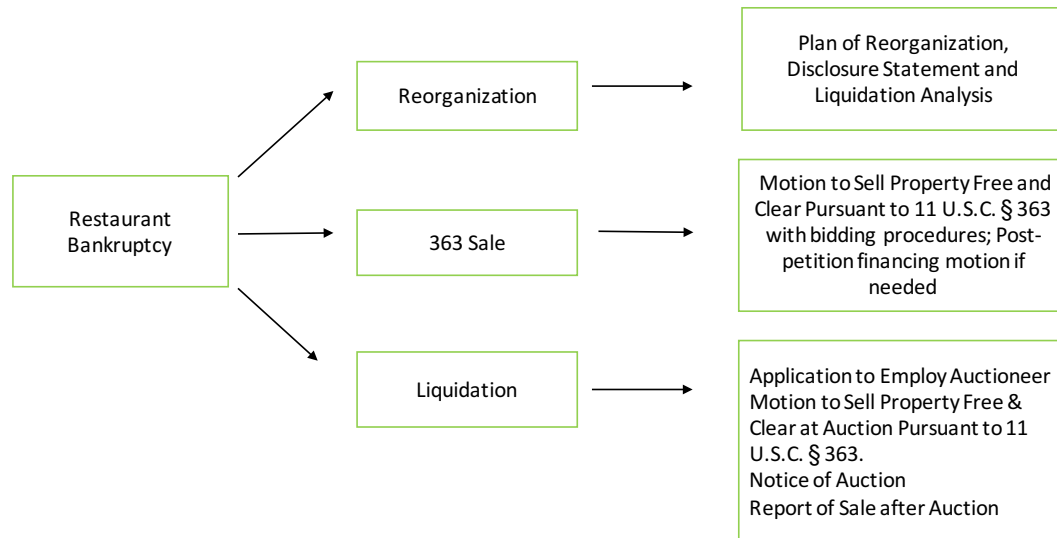 Restaurant
Bankruptcy
Reorganization
Plan of Reorganization,
Disclosure Statement and
Liquidation Analysis
363 Sale
Motion to Sell Property Free and
Clear Pursuant to 11 U.S.C. § 363
with bidding procedures; Post-
petition financing motion if
needed
Liquidation
Application to Employ Auctioneer
Motion to Sell Property Free &
Clear at Auction Pursuant to 11
U.S.C. § 363.
Notice of Auction
Report of Sale after Auction